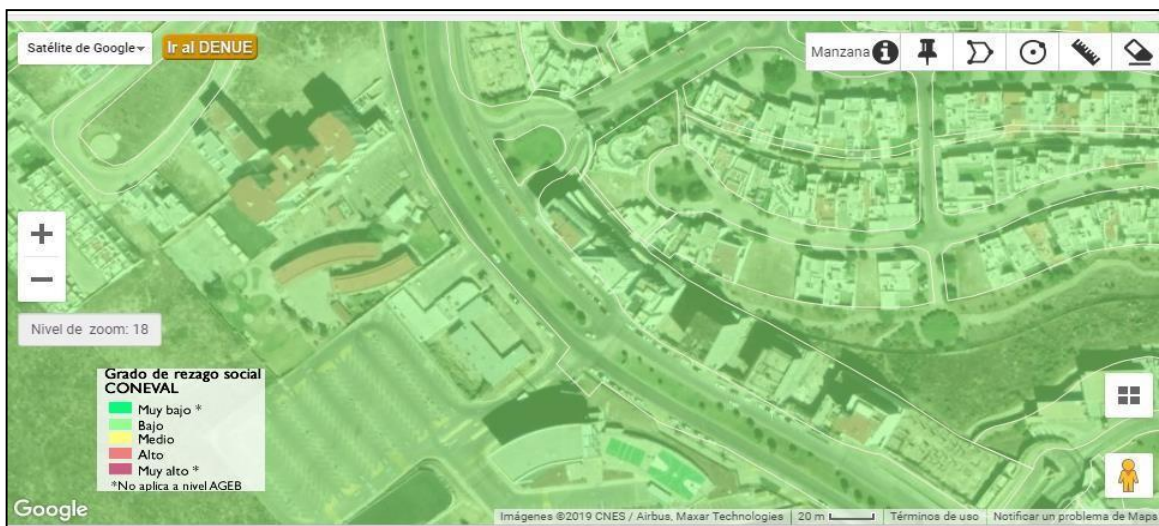 Satélite de Google
Ir al DENUE
Manzana
Nivel de zoom: 18
Grado de rezago social
CONEVAL
Muy bajo *
Bajo
Medio
Alto
Muy alto *
*No aplica a nivel AGEB
Google
Imágenes ©2019 CNES / Airbus, Maxar Technologies
20 m
Términos de uso
Notificar un problema de Maps